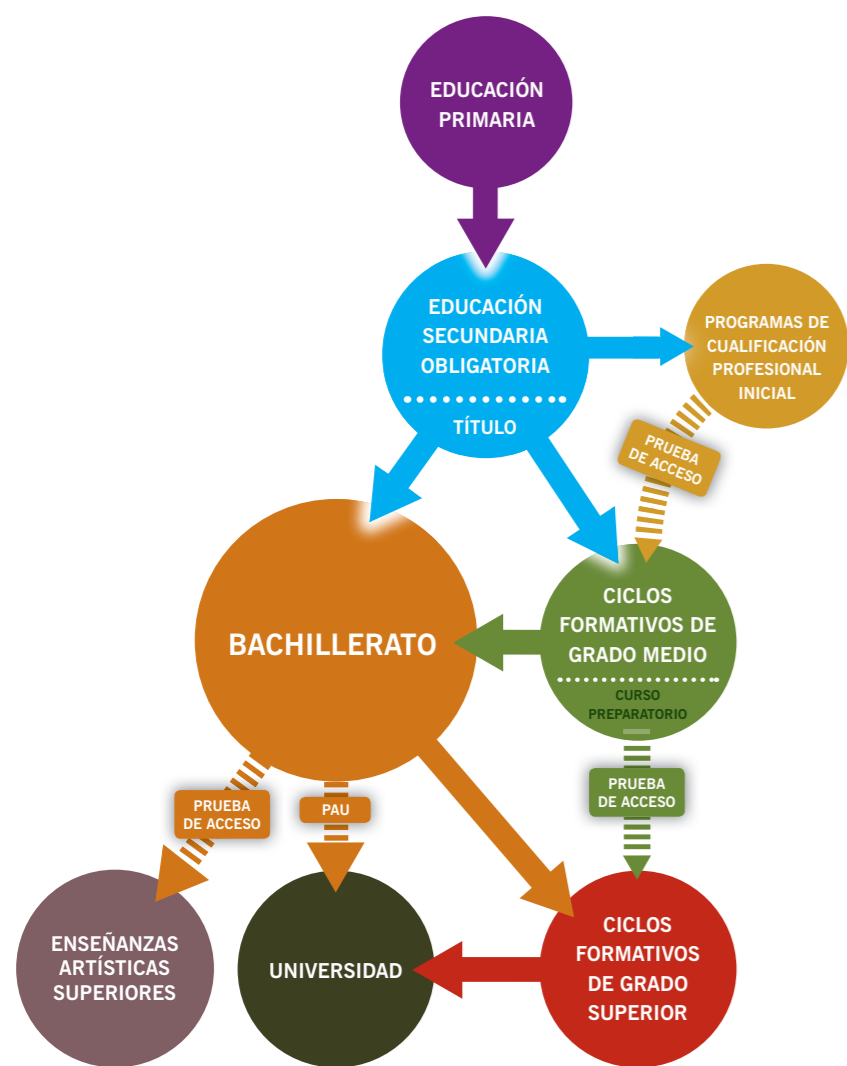 EDUCACIÓN
PRIMARIA
EDUCACIÓN
SECUNDARIA
OBLIGATORIA
TÍTULO
PROGRAMAS DE
CUALIFICACIÓN
PROFESIONAL
INICIAL
PRUEBA
DE ACCESO
BACHILLERATO
CICLOS
FORMATIVOS DE
GRADO MEDIO
CURSO
PREPARATORIO
PRUEBA
DE ACCESO
PAU
PRUEBA
DE ACCESO
ENSEÑANZAS
ARTÍSTICAS
SUPERIORES
UNIVERSIDAD
CICLOS
FORMATIVOS
DE GRADO
SUPERIOR